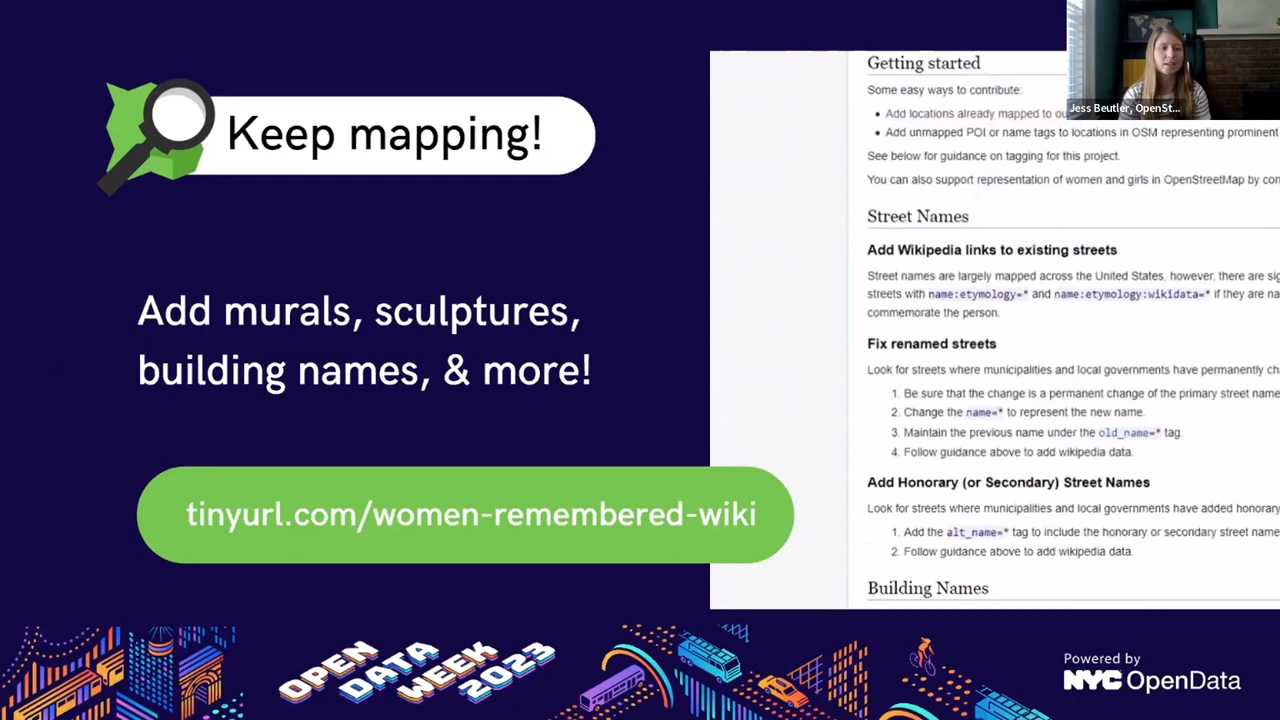 Keep mapping!
Add murals, sculptures,
building names, & more!
tinyurl.com/women-remembered-wiki
Getting started
Some easy ways to contribute:
Add locations already mapped to
Add unmapped POI or name tags to locations in OSM representing prominent
See below for guidance on tagging for this project.
You can also support representation of women and girls in OpenStreetMap by
Street Names
Add Wikipedia links to existing streets
Street names are largely mapped across the United States, however, there are
streets with name:etymology=* and name:etymology:wikidata=* if they are
commemorate the person.
Fix renamed streets
Look for streets where municipalities and local governments have permanently
1. Be sure that the change is a permanent change of the primary street name
2. Change the name=* to represent the new name.
3. Maintain the previous name under the old_name=* tag.
4. Follow guidance above to add wikipedia data.
Add Honorary (or Secondary) Street Names
Look for streets where municipalities and local governments have added honorary
1. Add the alt_name=* tag to include the honorary or secondary street name
2. Follow guidance above to add wikipedia data.
Building Names
Jess Beutler, OpenSt...
OPEN
DATA
WEEK
2023
Powered by
NYC OpenData